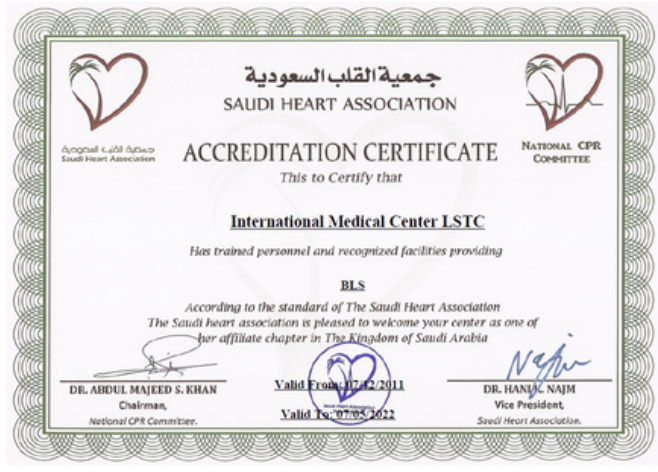 جمعية القلب السعودية
SAUDI HEART ASSOCIATION
جمعية القلب السعودية
Saudi Heart Association
NATIONAL CPR
COMMITTEE
ACCREDITATION CERTIFICATE
This to Certify that
International Medical Center LSTC
Has trained personnel and recognized facilities providing
BLS
According to the standard of The Saudi Heart Association
The Saudi heart association is pleased to welcome your center as one of
her affiliate chapter in The Kingdom of Saudi Arabia
DR. ABDUL MAJEED S. KHAN
Chairman,
National CPR Committee.
Valid From: 07/12/2011
Valid To: 07/05/2022
DR. HANI K. NAJM
Vice President,
Saudi Heart Association.